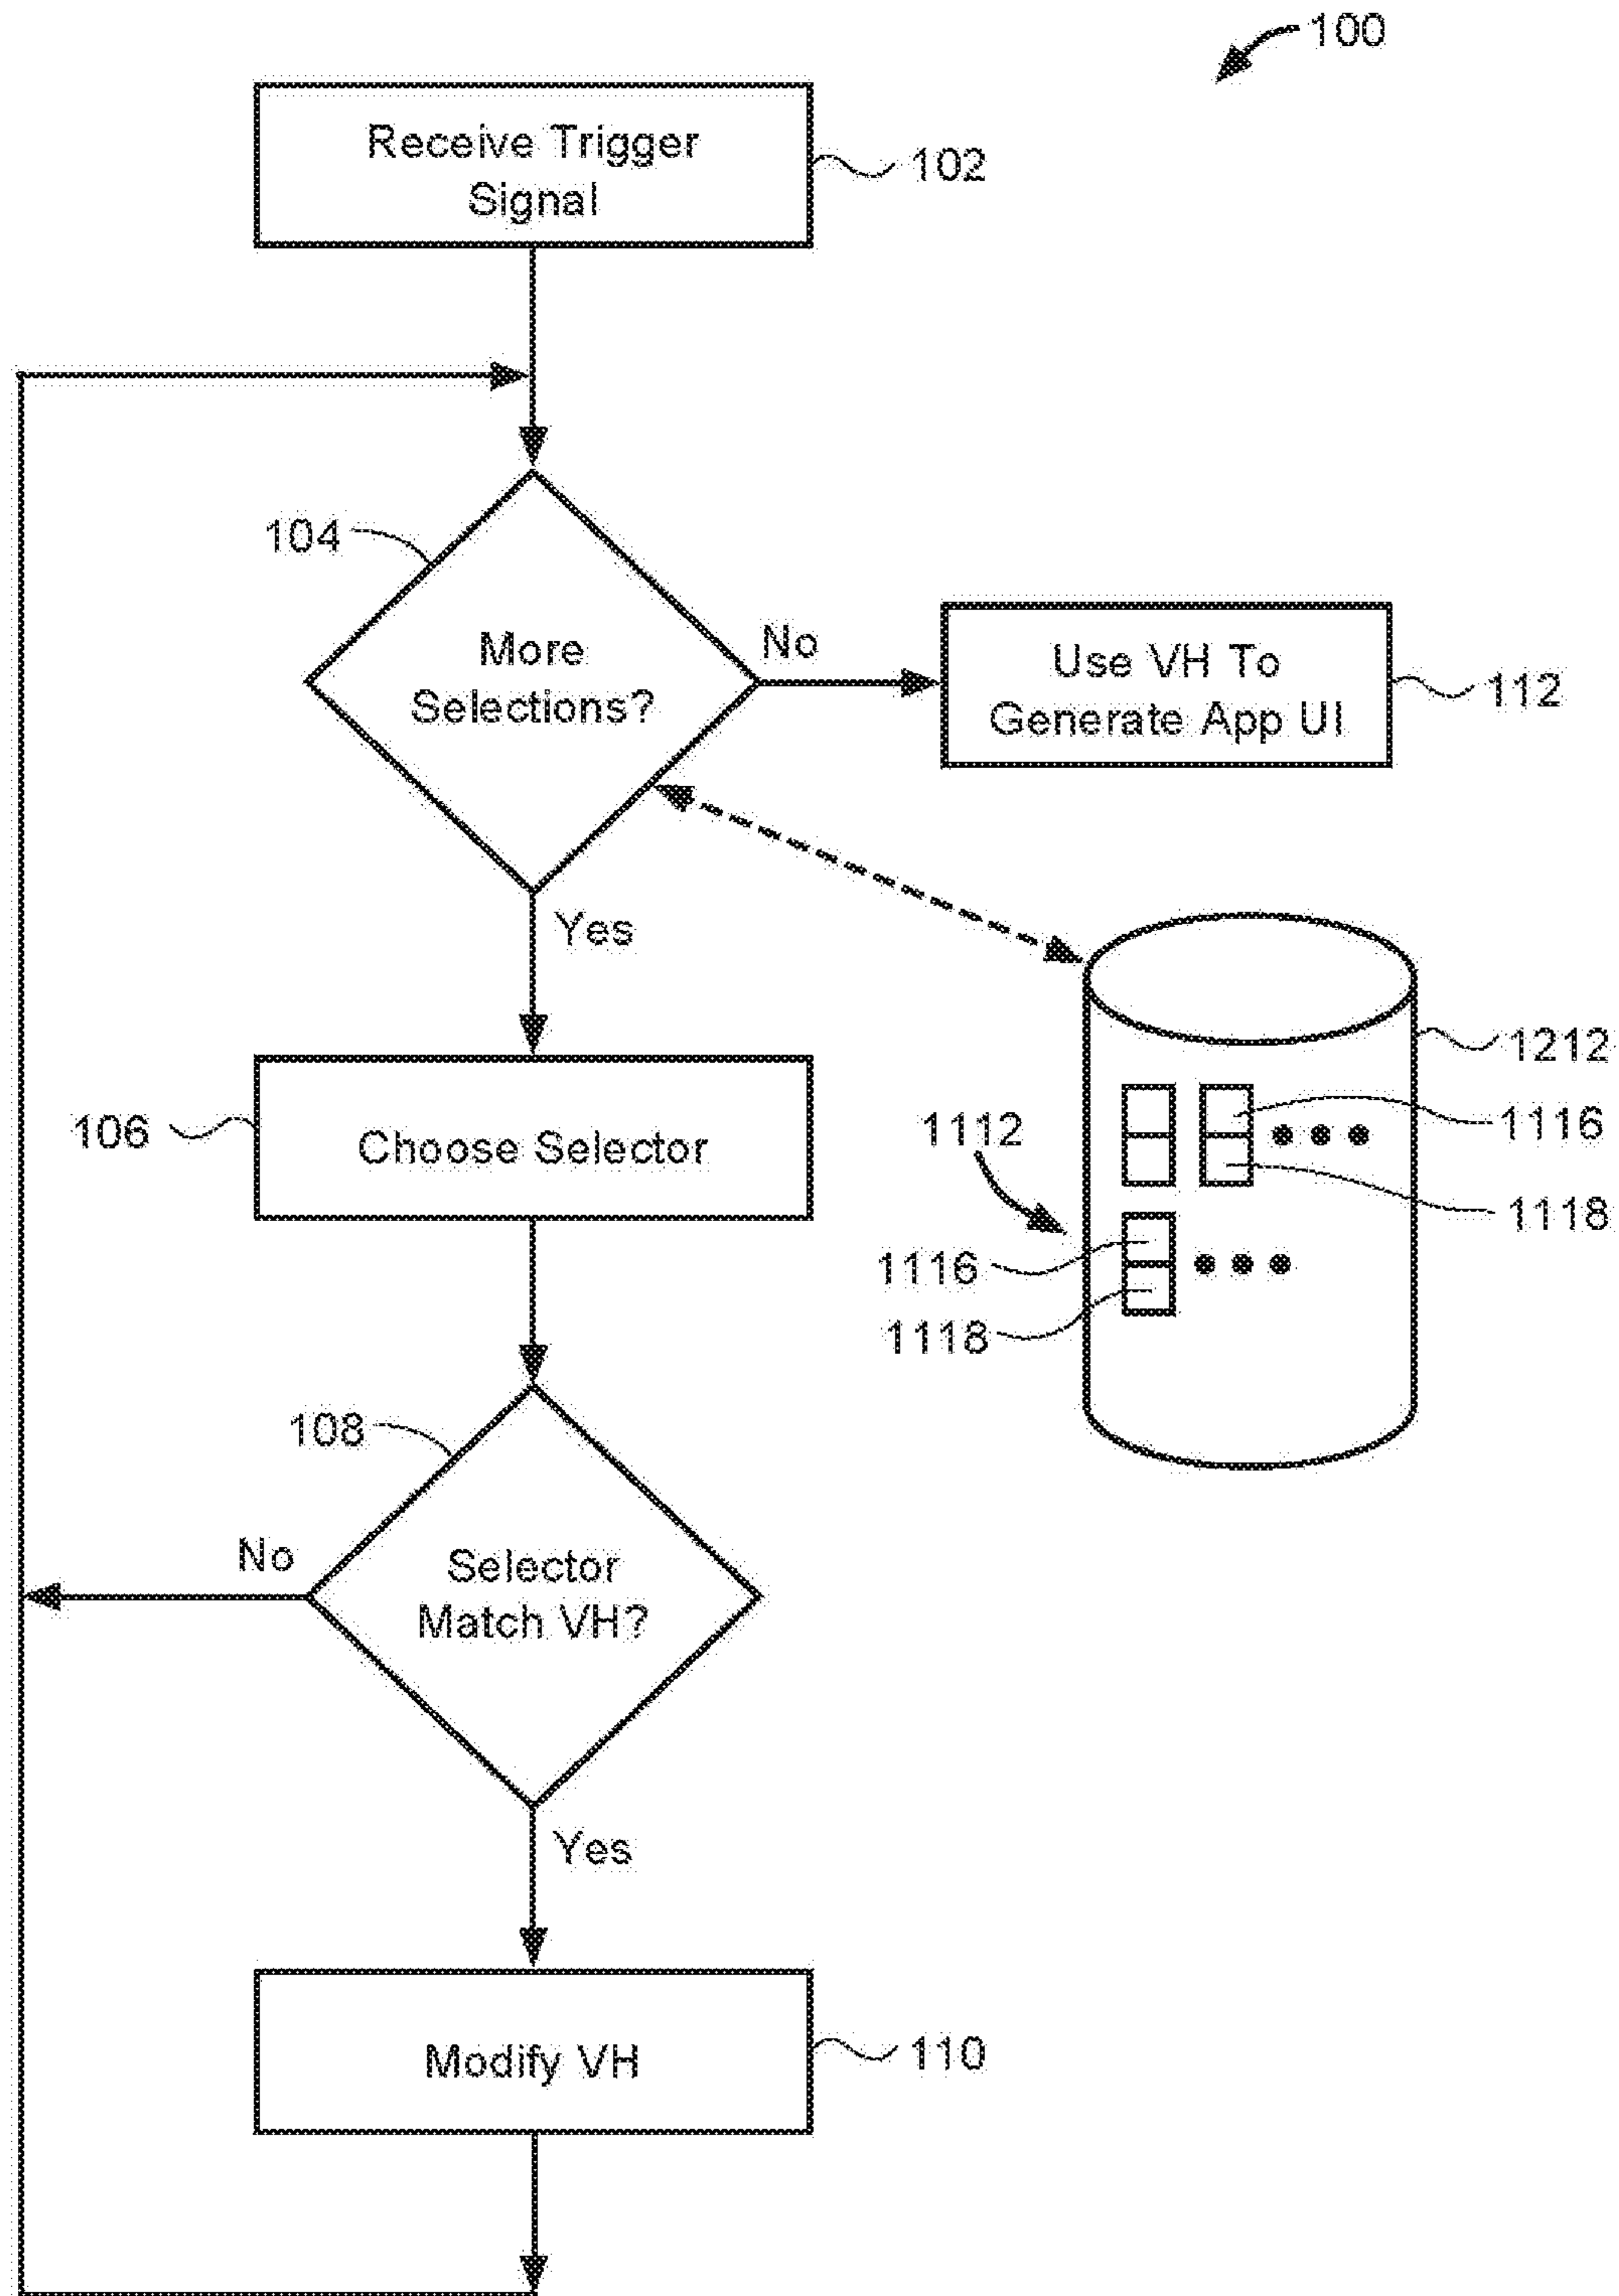 100
Receive Trigger
Signal
102
104
More
Selections?
No
Use VH To
Generate App UI
112
Yes
1212
106
Choose Selector
1112
1116
1118
1116
1118
108
No
Selector
Match VH?
Yes
Modify VH
110